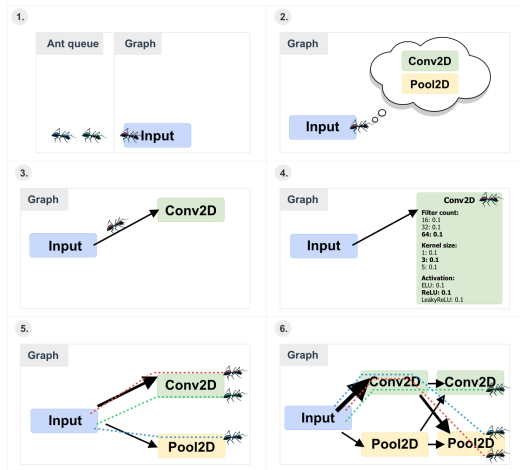 1.
Ant queue
Graph
Input
2.
Graph
Conv2D
Pool2D
Input
3.
Graph
Conv2D
Input
4.
Graph
Conv2D
Filter count:
16: 0.1
32: 0.1
64: 0.1
Kernel size:
1: 0.1
3: 0.1
5: 0.1
Activation:
ELU: 0.1
ReLU: 0.1
LeakyReLU: 0.1
Input
5.
Graph
Conv2D
Input
Pool2D
6.
Graph
Conv2D
Conv2D
Input
Pool2D
Pool2D